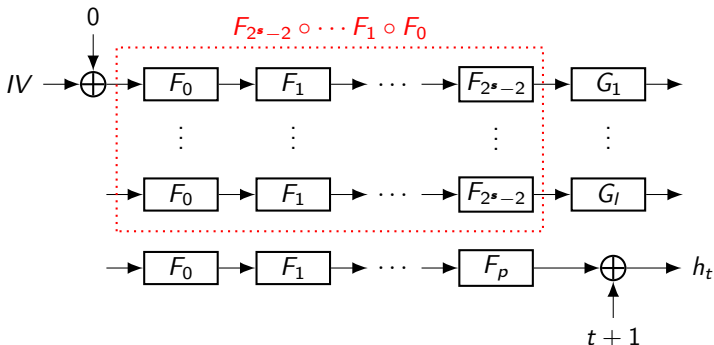 0 F_{2^s−2} ∘ ⋯ F_1 ∘ F_0
IV F_0 F_1 ⋯ F_{2^s−2} G_1
⋮ ⋮ ⋮ ⋮
F_0 F_1 ⋯ F_{2^s−2} G_l
F_0 F_1 ⋯ F_p h_t
t + 1